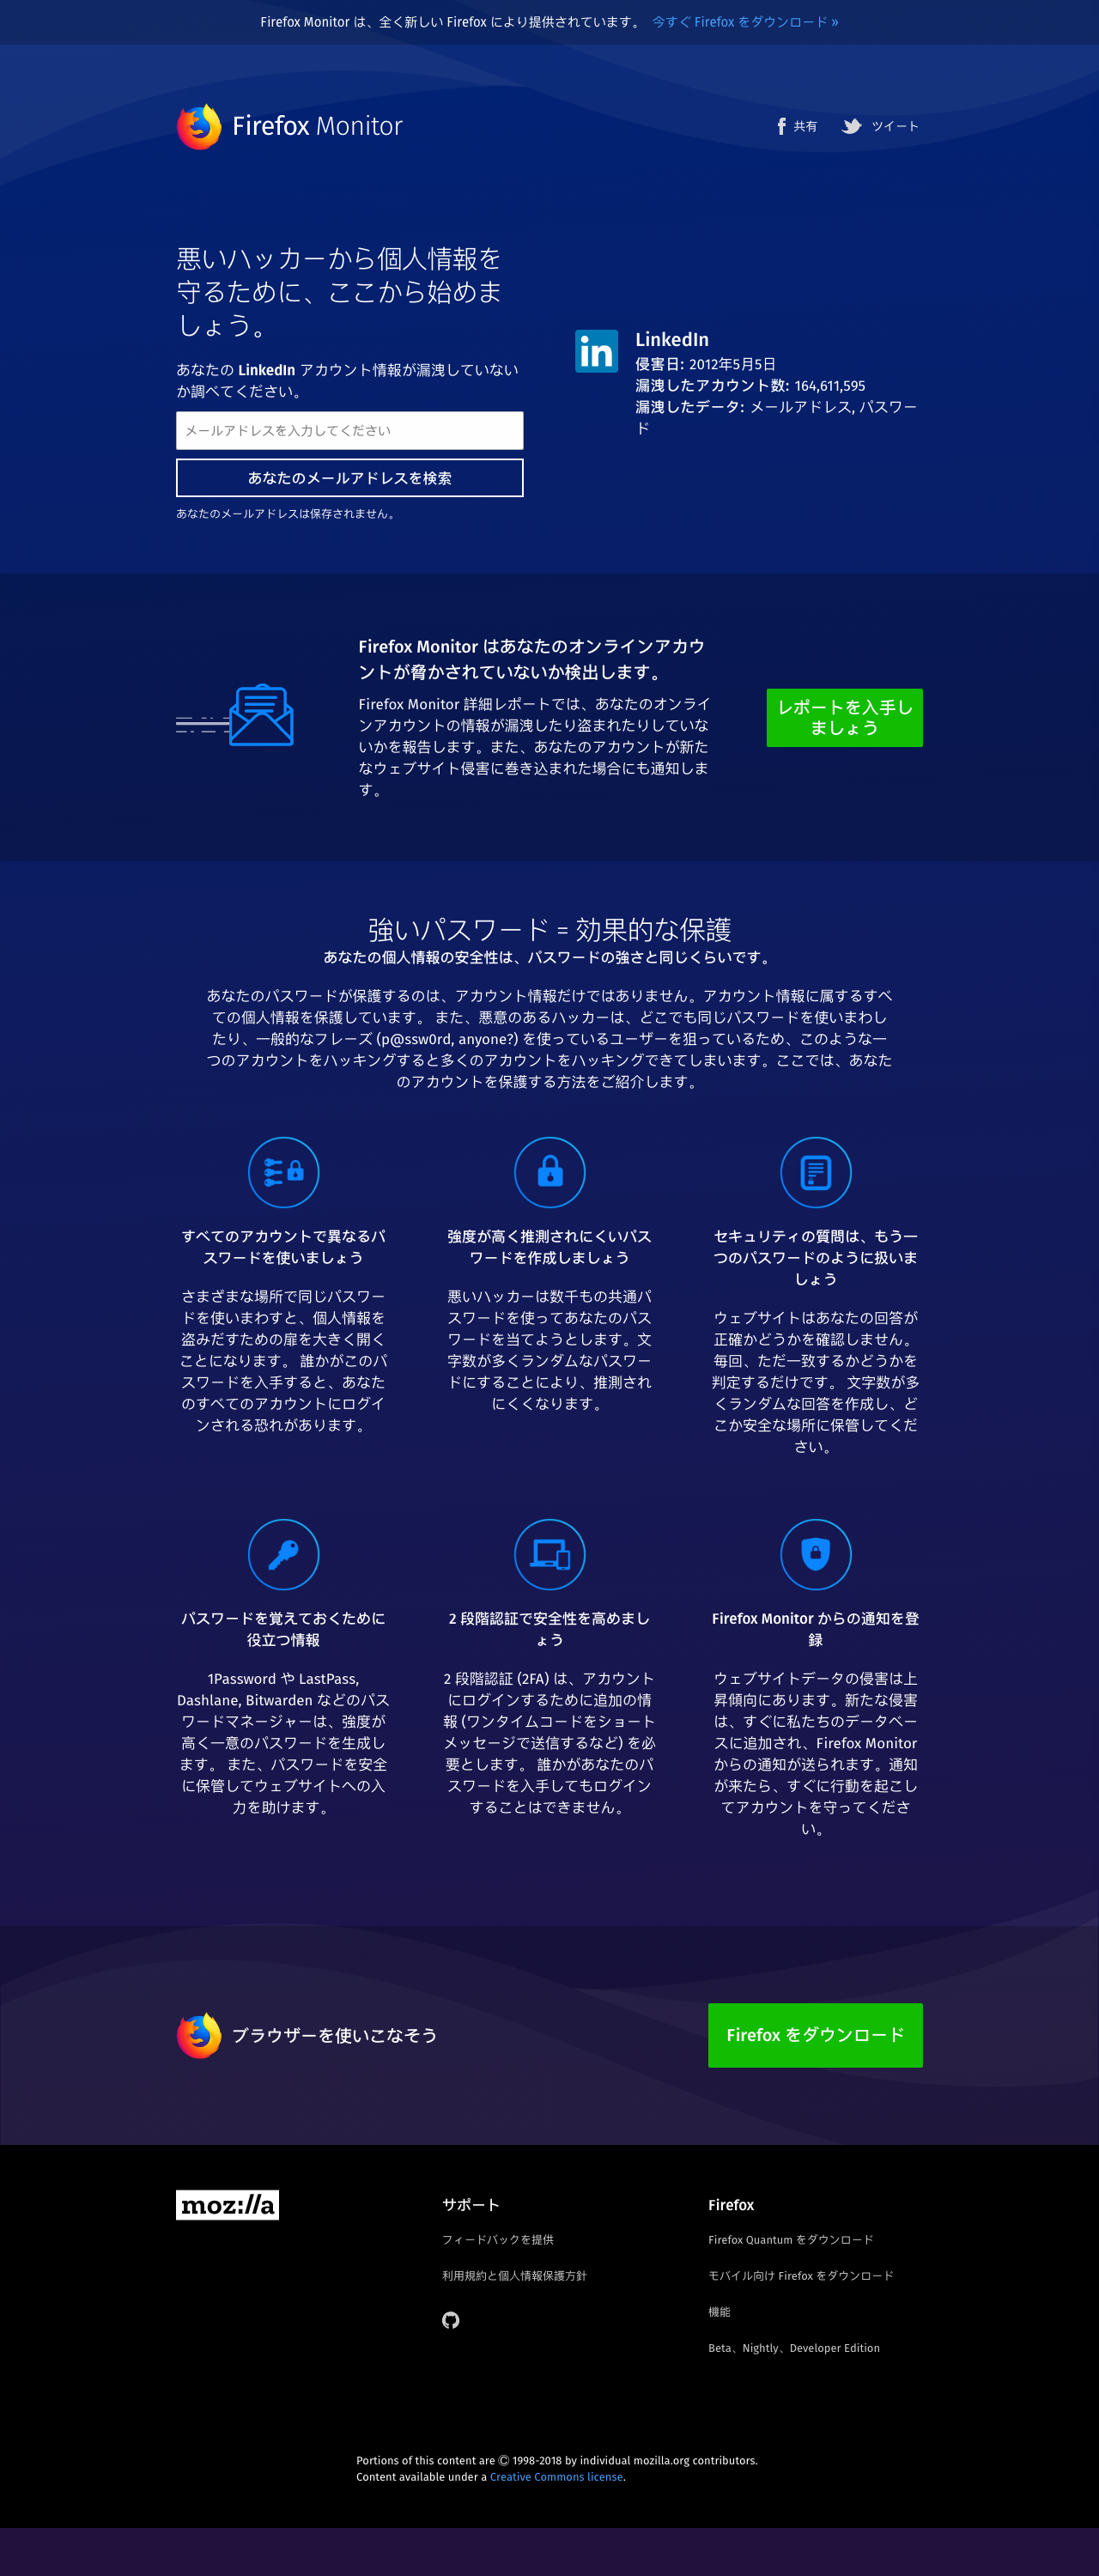 Firefox Monitor は、全く新しい Firefox により提供されています。 今すぐ Firefox をダウンロード »
Firefox Monitor
共有 ツイート
悪いハッカーから個人情報を
守るために、ここから始めま
しょう。
あなたの LinkedIn アカウント情報が漏洩していない
か調べてください。
メールアドレスを入力してください
あなたのメールアドレスを検索
あなたのメールアドレスは保存されません。
in
LinkedIn
侵害日: 2012年5月5日
漏洩したアカウント数: 164,611,595
漏洩したデータ: メールアドレス, パスワー
ド
Firefox Monitor はあなたのオンラインアカウ
ントが脅かされていないか検出します。
Firefox Monitor 詳細レポートでは、あなたのオンライ
ンアカウントの情報が漏洩したり盗まれたりしていな
いかを報告します。また、あなたのアカウントが新た
なウェブサイト侵害に巻き込まれた場合にも通知しま
す。
レポートを入手し
ましょう
強いパスワード = 効果的な保護
あなたの個人情報の安全性は、パスワードの強さと同じくらいです。
あなたのパスワードが保護するのは、アカウント情報だけではありません。アカウント情報に属するすべ
ての個人情報を保護しています。 また、悪意のあるハッカーは、どこでも同じパスワードを使いまわし
たり、一般的なフレーズ (p@ssw0rd, anyone?) を使っているユーザーを狙っているため、このような一
つのアカウントをハッキングすると多くのアカウントをハッキングできてしまいます。ここでは、あなた
のアカウントを保護する方法をご紹介します。
すべてのアカウントで異なるパ
スワードを使いましょう
さまざまな場所で同じパスワー
ドを使いまわすと、個人情報を
盗みだすための扉を大きく開く
ことになります。 誰かがこのパ
スワードを入手すると、あなた
のすべてのアカウントにログイ
ンされる恐れがあります。
強度が高く推測されにくいパス
ワードを作成しましょう
悪いハッカーは数千もの共通パ
スワードを使ってあなたのパス
ワードを当てようとします。文
字数が多くランダムなパスワー
ドにすることにより、推測され
にくくなります。
セキュリティの質問は、もう一
つのパスワードのように扱いま
しょう
ウェブサイトはあなたの回答が
正確かどうかを確認しません。
毎回、ただ一致するかどうかを
判定するだけです。 文字数が多
くランダムな回答を作成し、ど
こか安全な場所に保管してくだ
さい。
パスワードを覚えておくために
役立つ情報
1Password や LastPass,
Dashlane, Bitwarden などのパス
ワードマネージャーは、強度が
高く一意のパスワードを生成し
ます。 また、パスワードを安全
に保管してウェブサイトへの入
力を助けます。
2 段階認証で安全性を高めまし
ょう
2 段階認証 (2FA) は、アカウント
にログインするために追加の情
報 (ワンタイムコードをショート
メッセージで送信するなど) を必
要とします。 誰かがあなたのパ
スワードを入手してもログイン
することはできません。
Firefox Monitor からの通知を登
録
ウェブサイトデータの侵害は上
昇傾向にあります。新たな侵害
は、すぐに私たちのデータベー
スに追加され、Firefox Monitor
からの通知が送られます。通知
が来たら、すぐに行動を起こし
てアカウントを守ってくださ
い。
ブラウザーを使いこなそう
Firefox をダウンロード
moz://a
サポート
フィードバックを提供
利用規約と個人情報保護方針
Firefox
Firefox Quantum をダウンロード
モバイル向け Firefox をダウンロード
機能
Beta、Nightly、Developer Edition
Portions of this content are © 1998-2018 by individual mozilla.org contributors.
Content available under a Creative Commons license.